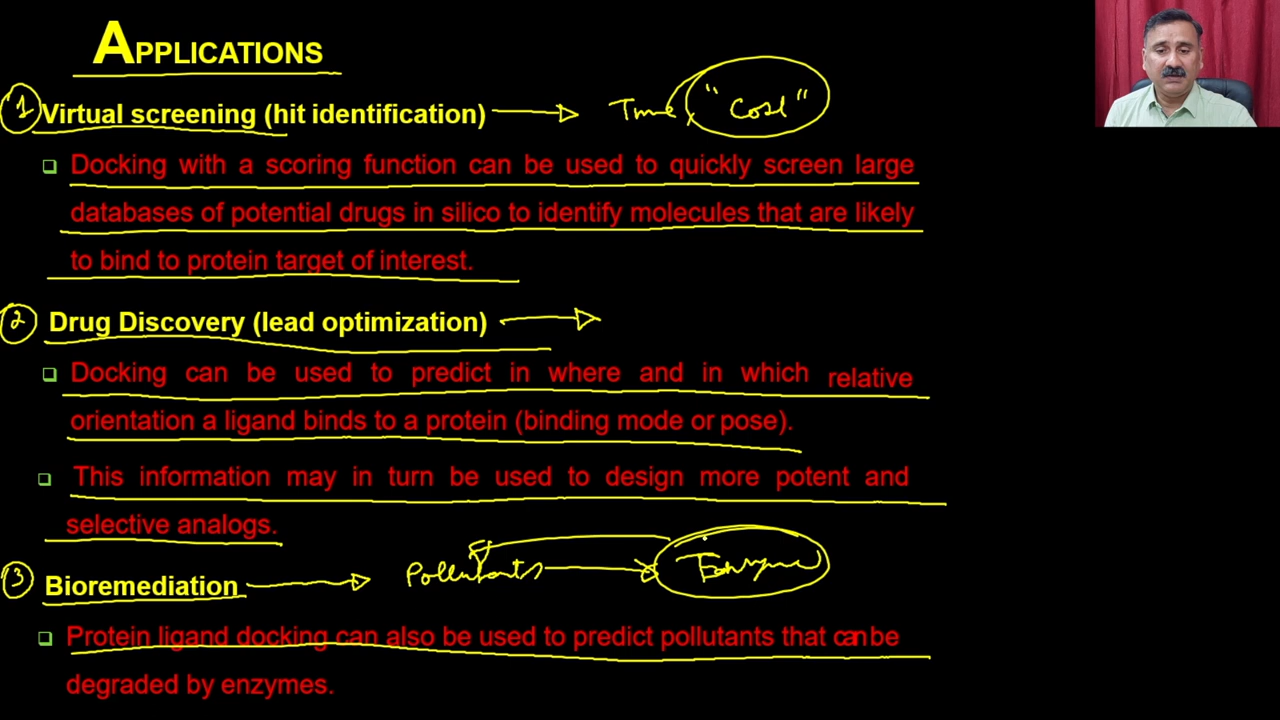 APPLICATIONS
1 Virtual screening (hit identification) Time, "Cost"
Docking with a scoring function can be used to quickly screen large
databases of potential drugs in silico to identify molecules that are likely
to bind to protein target of interest.
2 Drug Discovery (lead optimization)
Docking can be used to predict in where and in which relative
orientation a ligand binds to a protein (binding mode or pose).
This information may in turn be used to design more potent and
selective analogs.
3 Bioremediation Pollutants Enzyme
Protein ligand docking can also be used to predict pollutants that can be
degraded by enzymes.